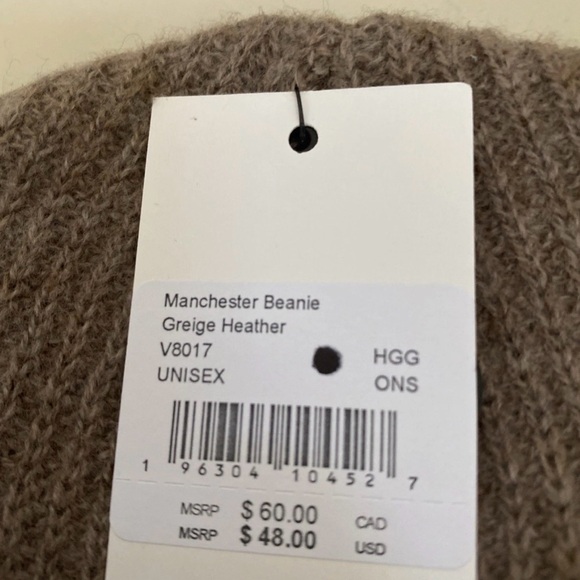 Manchester Beanie
Greige Heather
V8017 HGG
UNISEX ONS
1 96304 10452 7
MSRP $60.00 CAD
MSRP $48.00 USD